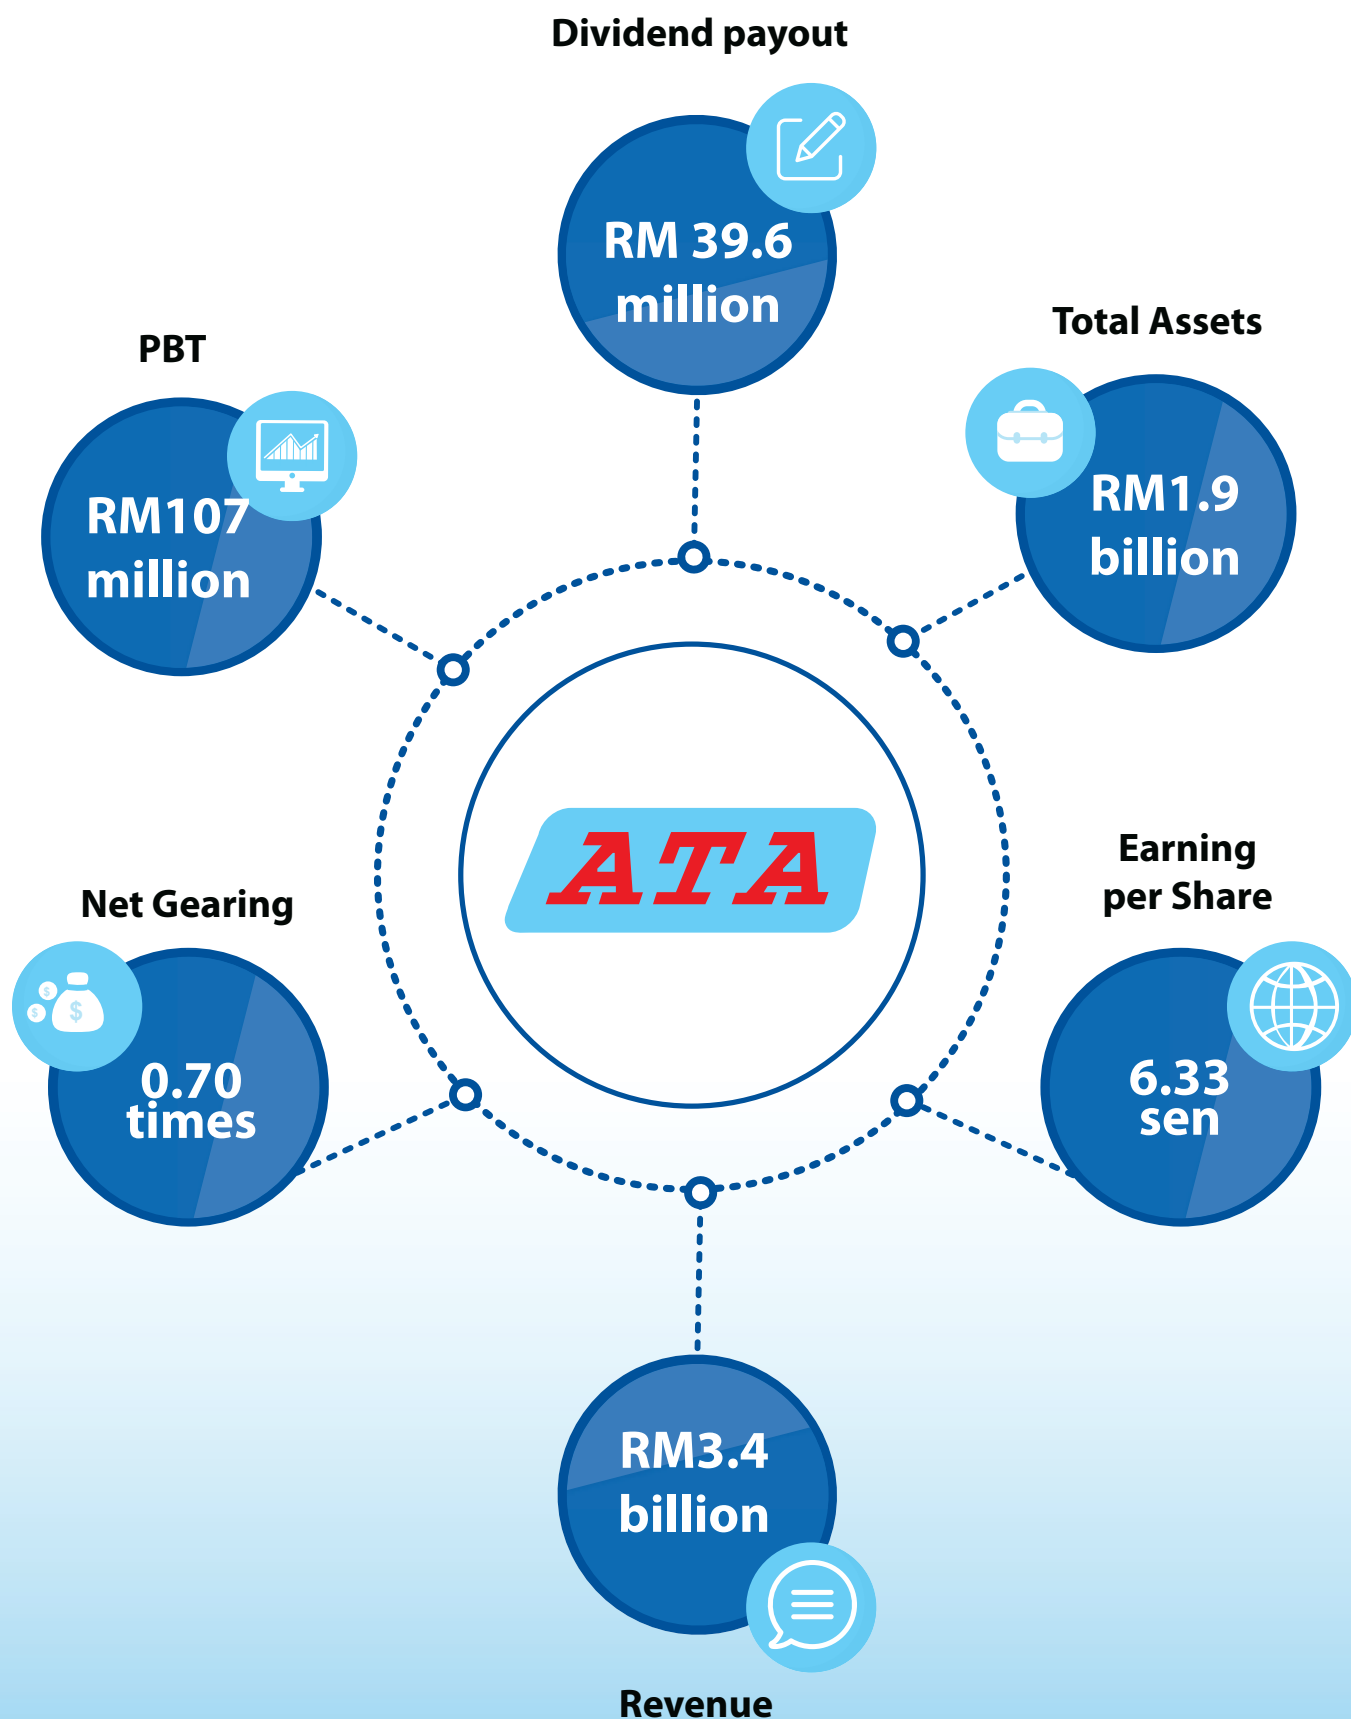 Dividend payout
RM 39.6
million
Total Assets
RM1.9
billion
PBT
RM107
million
ATA
Earning
per Share
6.33
sen
Net Gearing
$
$
$
0.70
times
RM3.4
billion
Revenue